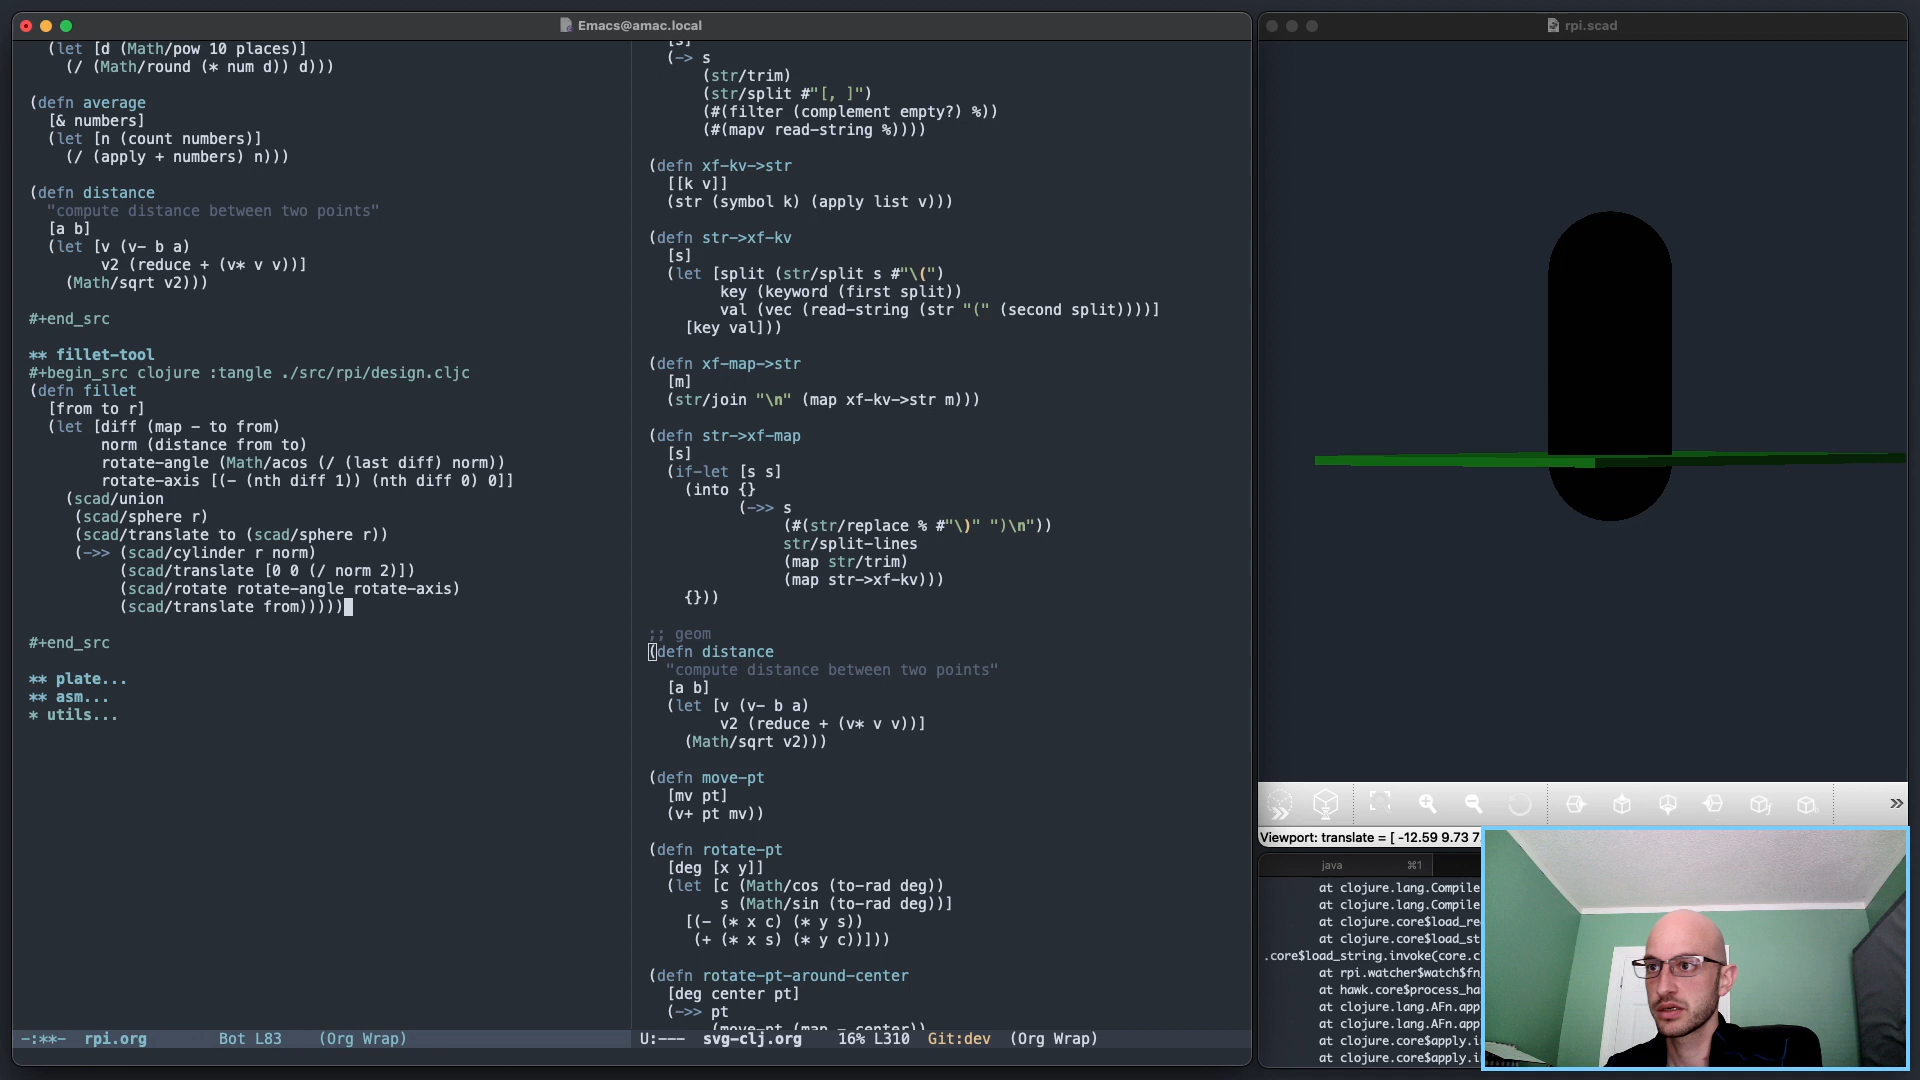 Emacs@amac.local
(let [d (Math/pow 10 places)]
(/ (Math/round (* num d)) d)))
(defn average
[& numbers]
(let [n (count numbers)]
(/ (apply + numbers) n)))
(defn distance
"compute distance between two points"
[a b]
(let [v (v- b a)
v2 (reduce + (v* v v))]
(Math/sqrt v2)))
#+end_src
** fillet-tool
#+begin_src clojure :tangle ./src/rpi/design.cljc
(defn fillet
[from to r]
(let [diff (map - to from)
norm (distance from to)
rotate-angle (Math/acos (/ (last diff) norm))
rotate-axis [(- (nth diff 1)) (nth diff 0) 0]]
(scad/union
(scad/sphere r)
(scad/translate to (scad/sphere r))
(->> (scad/cylinder r norm)
(scad/translate [0 0 (/ norm 2)])
(scad/rotate rotate-angle rotate-axis)
(scad/translate from)))))
#+end_src
** plate...
** asm...
* utils...
-:**- rpi.org Bot L83 (Org Wrap)
[s]
(-> s
(str/trim)
(str/split #"[, ]")
(#(filter (complement empty?) %))
(#(mapv read-string %))))
(defn xf-kv->str
[[k v]]
(str (symbol k) (apply list v)))
(defn str->xf-kv
[s]
(let [split (str/split s #"\(")
key (keyword (first split))
val (vec (read-string (str "(" (second split))))]
[key val]))
(defn xf-map->str
[m]
(str/join "\n" (map xf-kv->str m)))
(defn str->xf-map
[s]
(if-let [s s]
(into {}
(->> s
(#(str/replace % #"\)" ")\n"))
str/split-lines
(map str/trim)
(map str->xf-kv)))
{}))
;; geom
(defn distance
"compute distance between two points"
[a b]
(let [v (v- b a)
v2 (reduce + (v* v v))]
(Math/sqrt v2)))
(defn move-pt
[mv pt]
(v+ pt mv))
(defn rotate-pt
[deg [x y]]
(let [c (Math/cos (to-rad deg))
s (Math/sin (to-rad deg))]
[(- (* x c) (* y s))
(+ (* x s) (* y c))]))
(defn rotate-pt-around-center
[deg center pt]
(->> pt
(move-pt (map - center))
U:--- svg-clj.org 16% L310 Git:dev (Org Wrap)
rpi.scad
Viewport: translate = [ -12.59 9.73 7
java ⌘1
at clojure.lang.Compile
at clojure.lang.Compile
at clojure.core$load_re
at clojure.core$load_st
.core$load_string.invoke(core.c
at rpi.watcher$watch$fn
at hawk.core$process_ha
at clojure.lang.AFn.app
at clojure.lang.AFn.app
at clojure.core$apply.i
at clojure.core$apply.i